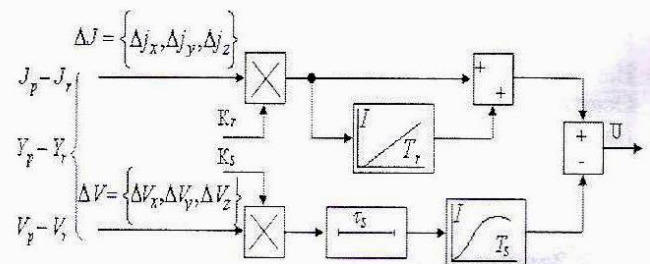 ΔJ = {Δj_x, Δj_y, Δj_z}
J_p − J_r
K_r
+
+
I
T_r
Y_p − Y_r
K_s
+
-
U
ΔV = {ΔV_x, ΔV_y, ΔV_z}
V_p − V_r
τ_s
I
T_s